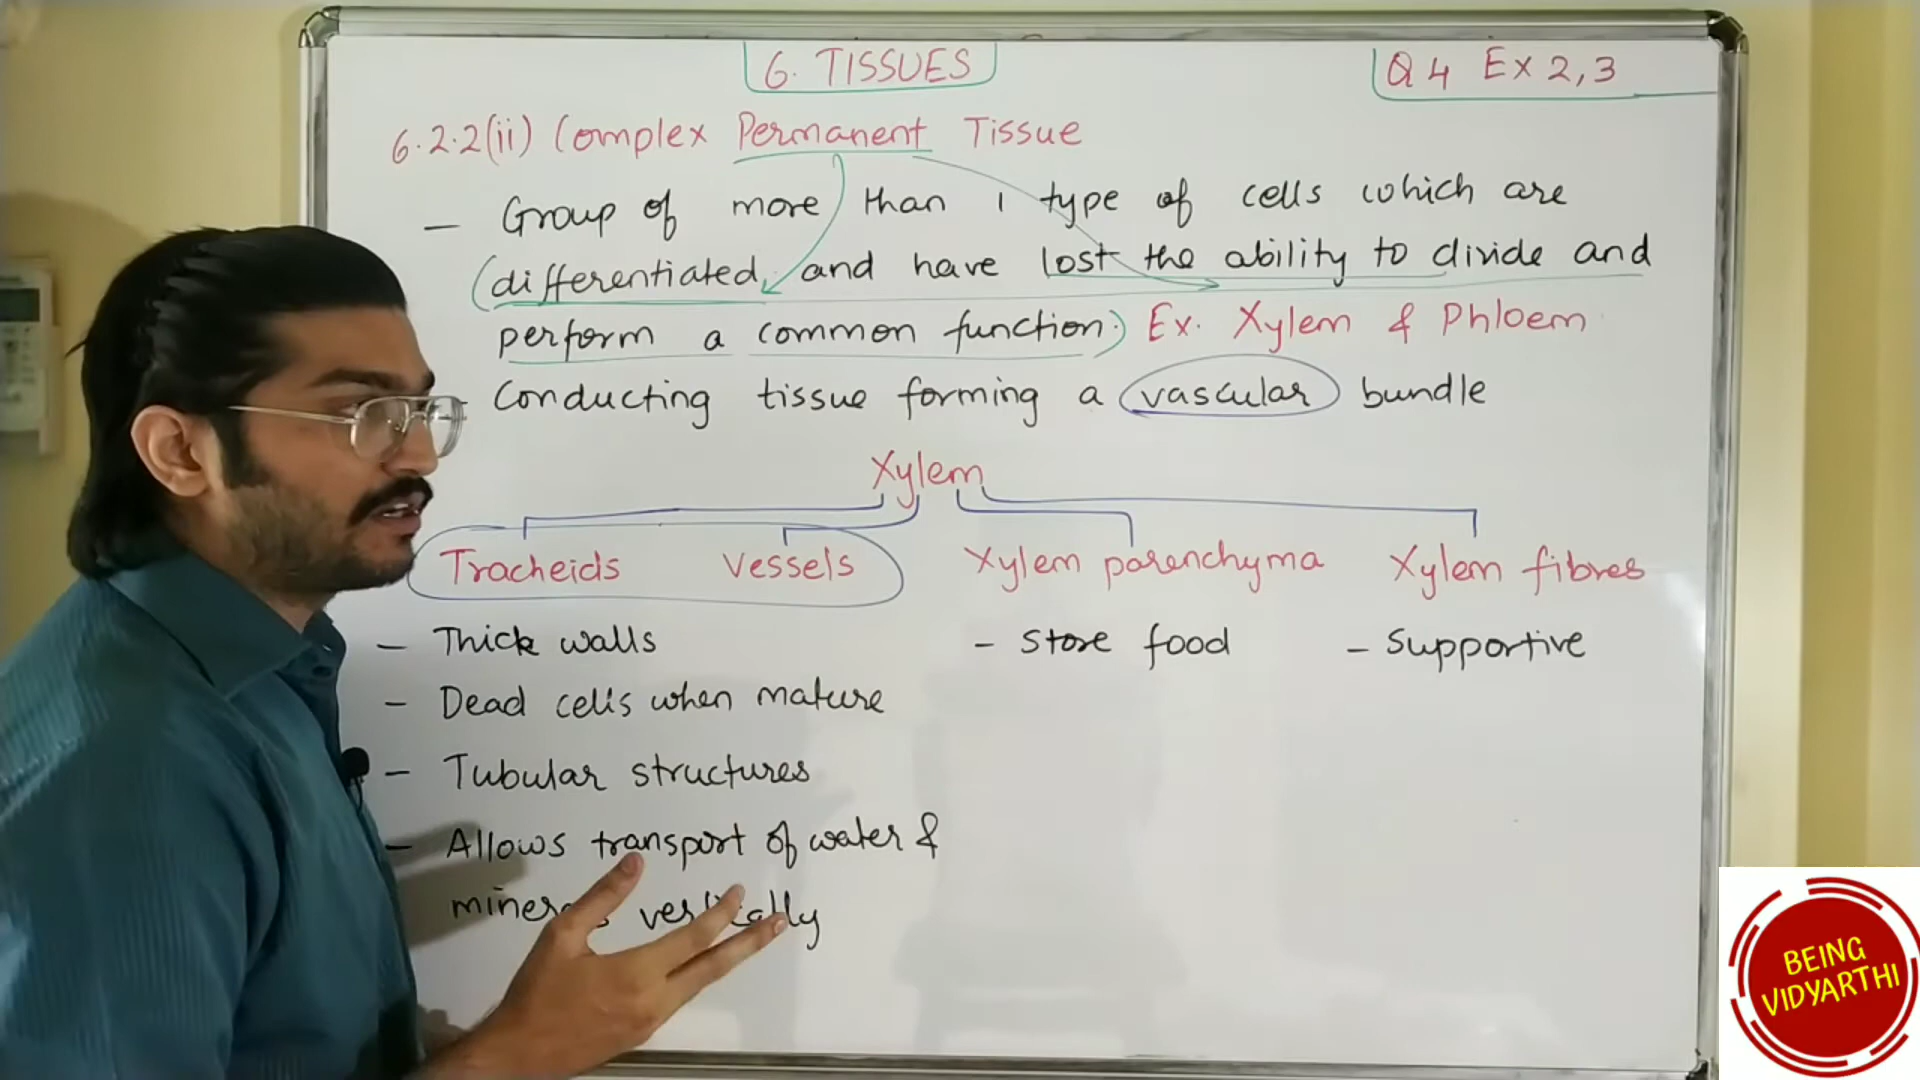 6. TISSUES
Q 4 Ex 2,3
6.2.2(ii) Complex Permanent Tissue
– Group of more than 1 type of cells which are
(differentiated and have lost the ability to divide and
perform a common function.) Ex. Xylem & Phloem
- Conducting tissue forming a vascular bundle
Xylem
Tracheids Vessels Xylem parenchyma Xylem fibres
– Thick walls
- Store food
- Supportive
– Dead cells when mature
– Tubular structures
– Allows transport of water &
vertically
BEING
VIDYARTHI